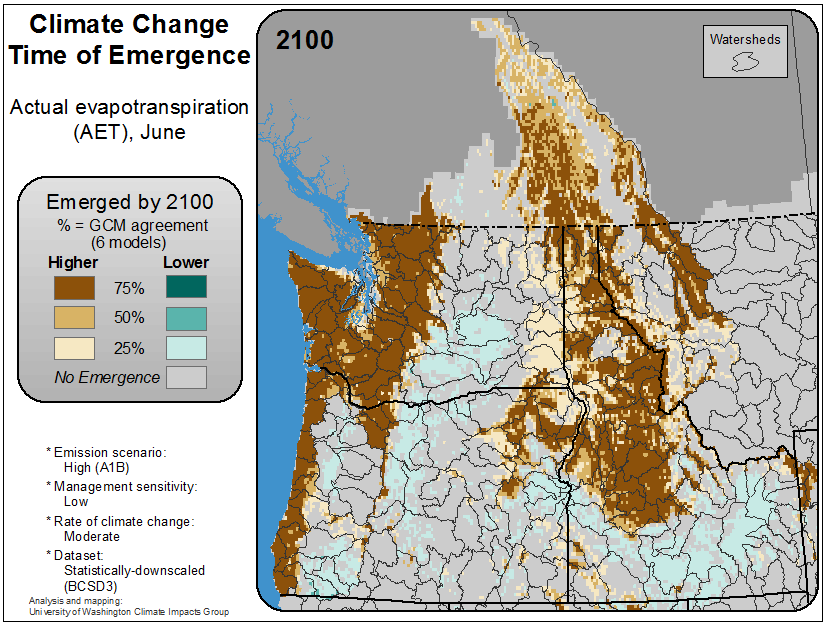 Climate Change
Time of Emergence
Actual evapotranspiration
(AET), June
Emerged by 2100
% = GCM agreement
(6 models)
Higher Lower
75%
50%
25%
No Emergence
* Emission scenario:
High (A1B)
* Management sensitivity:
Low
* Rate of climate change:
Moderate
* Dataset:
Statistically-downscaled
(BCSD3)
Analysis and mapping:
University of Washington Climate Impacts Group
2100
Watersheds